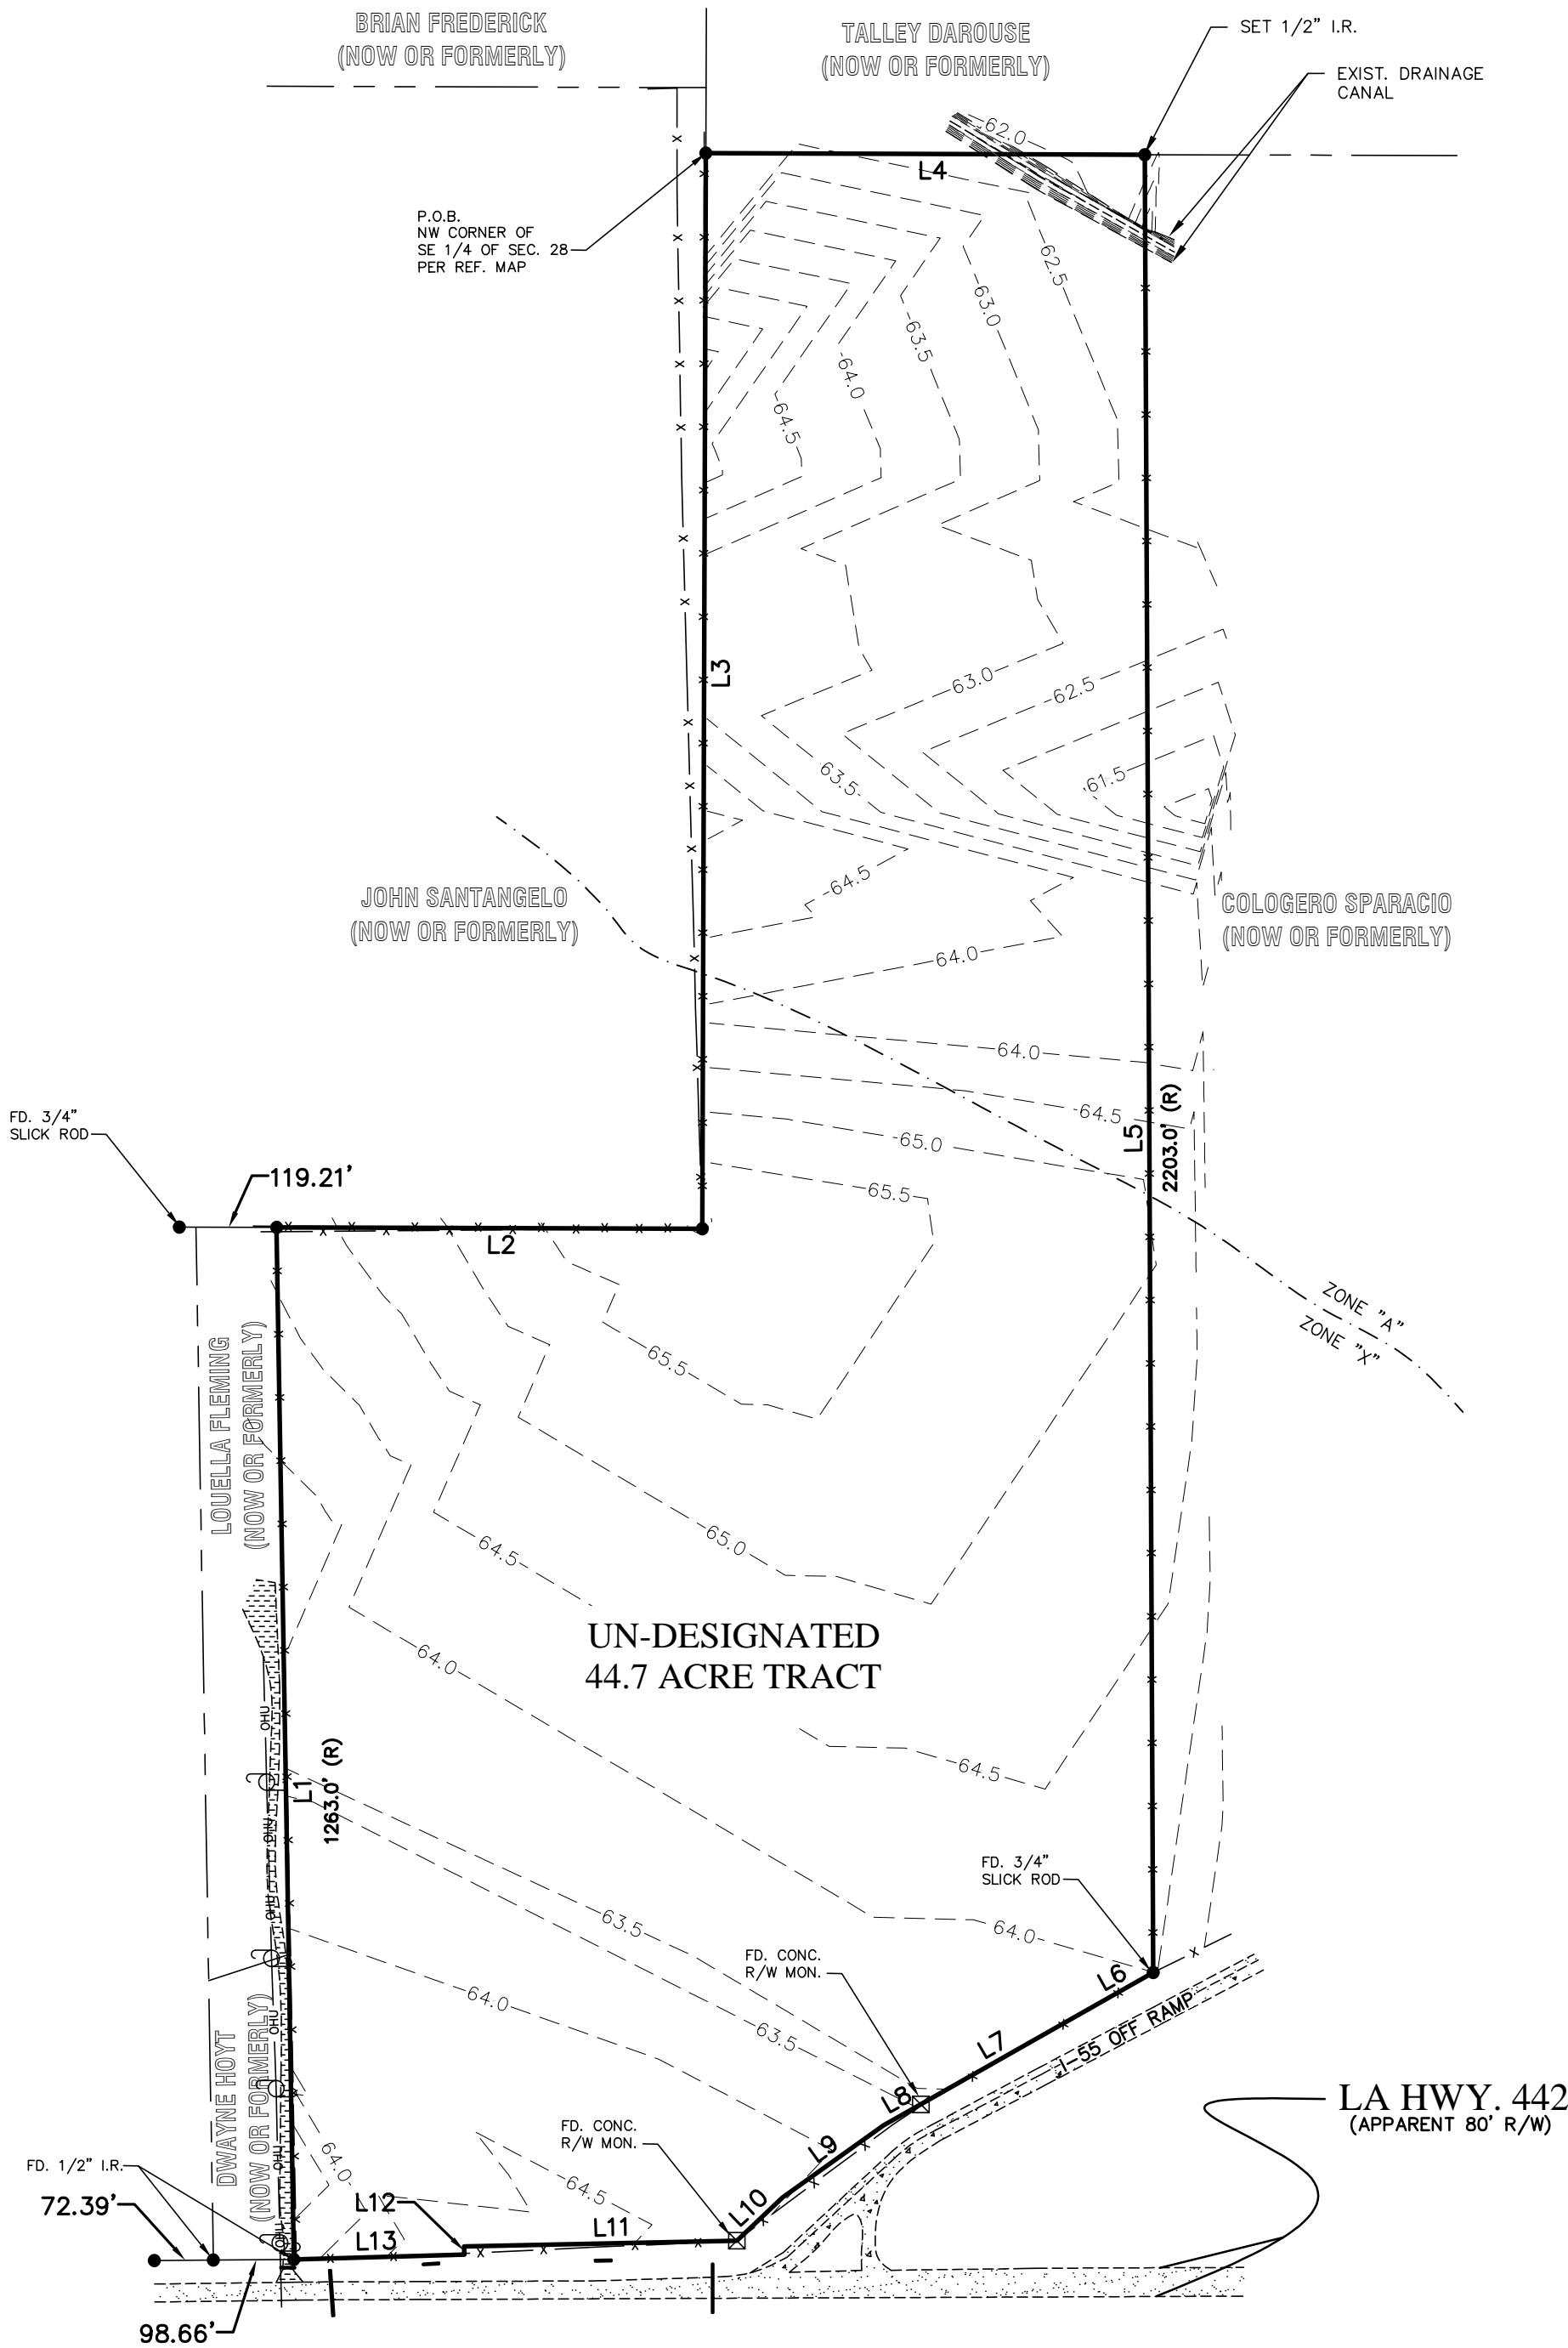 BRIAN FREDERICK
(NOW OR FORMERLY)
TALLEY DAROUSE
(NOW OR FORMERLY)
SET 1/2" I.R.
EXIST. DRAINAGE
CANAL
62.0
L4
P.O.B.
NW CORNER OF
SE 1/4 OF SEC. 28
PER REF. MAP
62.5
63.0
63.5
64.0
64.5
L3
63.0
62.5
63.5
61.5
64.5
JOHN SANTANGELO
(NOW OR FORMERLY)
COLOGERO SPARACIO
(NOW OR FORMERLY)
64.0
64.0
64.5
65.0
65.5
L5
2203.0' (R)
FD. 3/4"
SLICK ROD
119.21'
L2
ZONE "A"
ZONE "X"
LOUELLA FLEMING
(NOW OR FORMERLY)
65.5
65.0
64.5
UN-DESIGNATED
44.7 ACRE TRACT
64.0
64.5
OHU
L1
1263.0' (R)
OHU
OHU
FD. 3/4"
SLICK ROD
63.5
64.0
FD. CONC.
R/W MON.
L6
64.0
63.5
L7
I-55 OFF RAMP
OHU
DWAYNE HOYT
(NOW OR FORMERLY)
L8
LA HWY. 442
(APPARENT 80' R/W)
FD. CONC.
R/W MON.
L9
FD. 1/2" I.R.
OHU
64.0
64.5
72.39'
L12
L10
L11
L13
OHU
98.66'